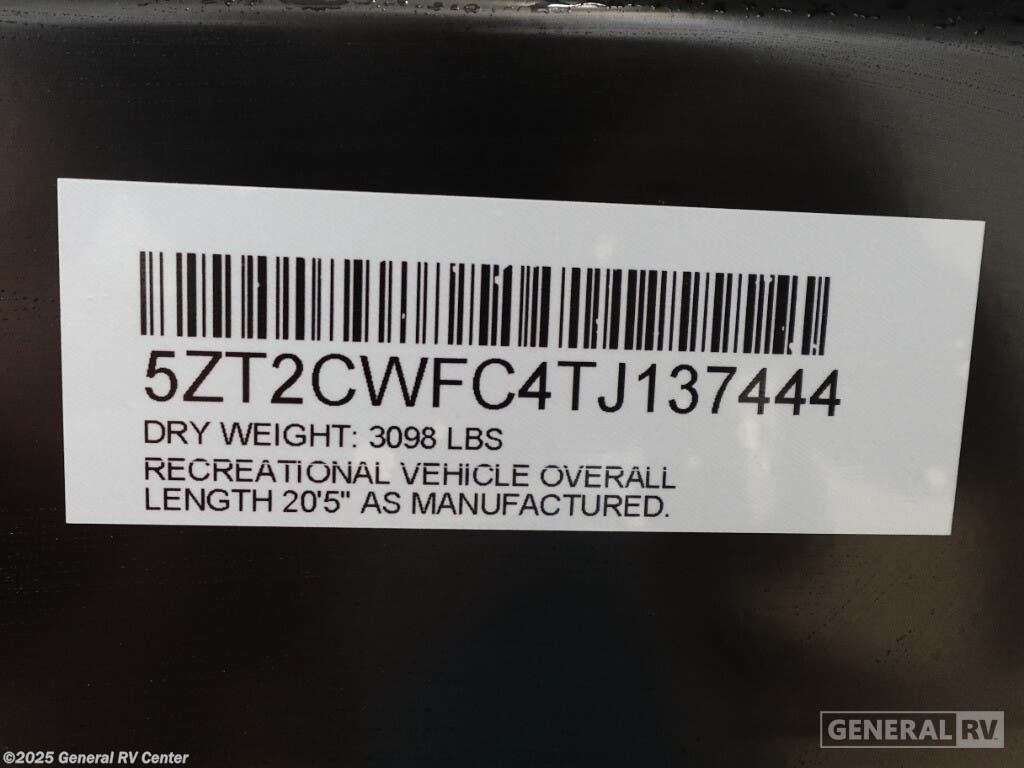 5ZT2CWFC4TJ137444
DRY WEIGHT: 3098 LBS
RECREATIONAL VEHICLE OVERALL
LENGTH 20'5" AS MANUFACTURED.
GENERAL RV
©2025 General RV Center